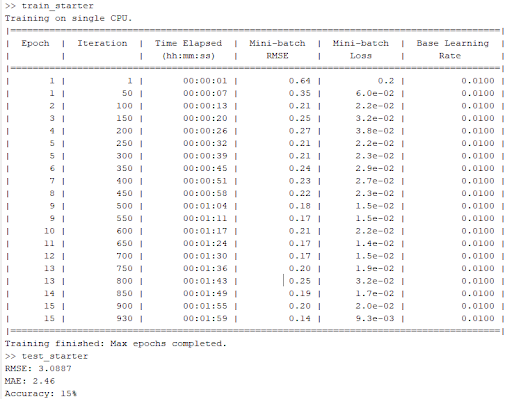 >> train_starter
Training on single CPU.
|========================================================================================|
| Epoch | Iteration | Time Elapsed | Mini-batch | Mini-batch | Base Learning |
| | | (hh:mm:ss) | RMSE | Loss | Rate |
|========================================================================================|
| 1 | 1 | 00:00:01 | 0.64 | 0.2 | 0.0100 |
| 1 | 50 | 00:00:07 | 0.35 | 6.0e-02 | 0.0100 |
| 2 | 100 | 00:00:13 | 0.21 | 2.2e-02 | 0.0100 |
| 3 | 150 | 00:00:20 | 0.25 | 3.2e-02 | 0.0100 |
| 4 | 200 | 00:00:26 | 0.27 | 3.8e-02 | 0.0100 |
| 5 | 250 | 00:00:32 | 0.21 | 2.2e-02 | 0.0100 |
| 5 | 300 | 00:00:39 | 0.21 | 2.3e-02 | 0.0100 |
| 6 | 350 | 00:00:45 | 0.24 | 2.9e-02 | 0.0100 |
| 7 | 400 | 00:00:51 | 0.23 | 2.7e-02 | 0.0100 |
| 8 | 450 | 00:00:58 | 0.22 | 2.3e-02 | 0.0100 |
| 9 | 500 | 00:01:04 | 0.18 | 1.5e-02 | 0.0100 |
| 9 | 550 | 00:01:11 | 0.17 | 1.5e-02 | 0.0100 |
| 10 | 600 | 00:01:17 | 0.21 | 2.2e-02 | 0.0100 |
| 11 | 650 | 00:01:24 | 0.17 | 1.4e-02 | 0.0100 |
| 12 | 700 | 00:01:30 | 0.17 | 1.5e-02 | 0.0100 |
| 13 | 750 | 00:01:36 | 0.20 | 1.9e-02 | 0.0100 |
| 13 | 800 | 00:01:43 | 0.25 | 3.2e-02 | 0.0100 |
| 14 | 850 | 00:01:49 | 0.19 | 1.7e-02 | 0.0100 |
| 15 | 900 | 00:01:55 | 0.20 | 2.0e-02 | 0.0100 |
| 15 | 930 | 00:01:59 | 0.14 | 9.3e-03 | 0.0100 |
|========================================================================================|
Training finished: Max epochs completed.
>> test_starter
RMSE: 3.0887
MAE: 2.46
Accuracy: 15%